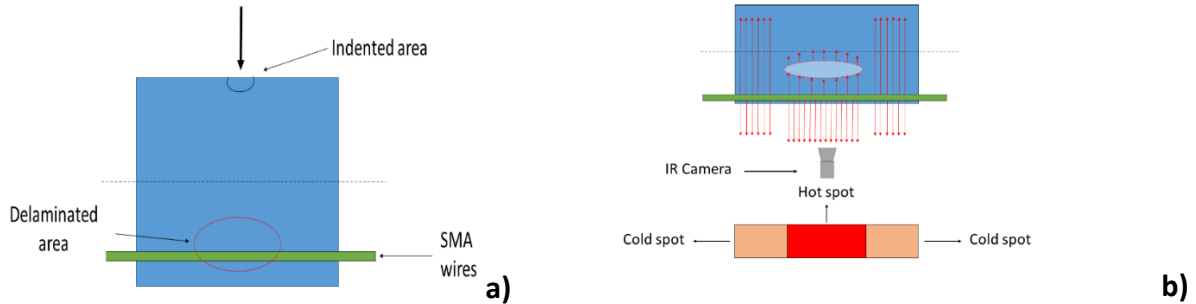 Indented area
Delaminated
area
SMA
wires
a)
IR Camera
Hot spot
Cold spot
Cold spot
b)